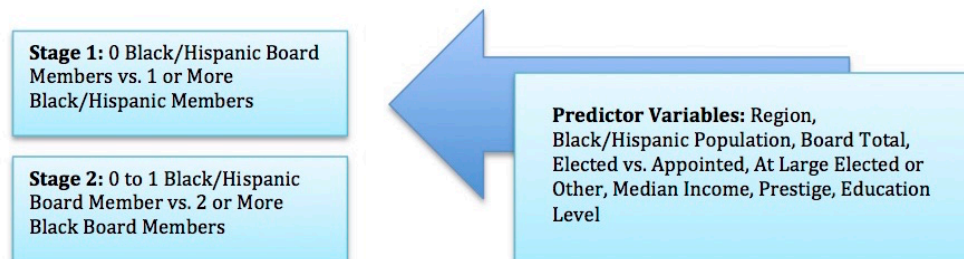 Stage 1: 0 Black/Hispanic Board
Members vs. 1 or More
Black/Hispanic Members
Stage 2: 0 to 1 Black/Hispanic
Board Member vs. 2 or More
Black Board Members
Predictor Variables: Region,
Black/Hispanic Population, Board Total,
Elected vs. Appointed, At Large Elected or
Other, Median Income, Prestige, Education
Level